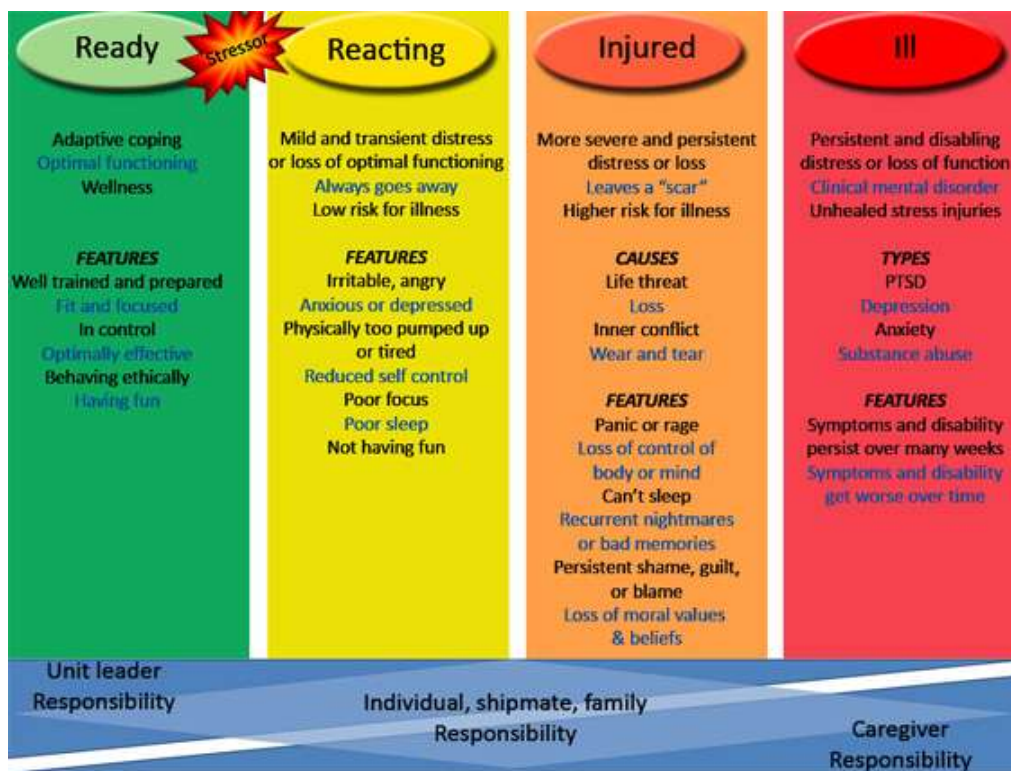 Ready
Stressor
Reacting
Injured
Ill
Adaptive coping
Optimal functioning
Wellness
FEATURES
Well trained and prepared
Fit and focused
In control
Optimally effective
Behaving ethically
Having fun
Mild and transient distress
or loss of optimal functioning
Always goes away
Low risk for illness
FEATURES
Irritable, angry
Anxious or depressed
Physically too pumped up
or tired
Reduced self control
Poor focus
Poor sleep
Not having fun
More severe and persistent
distress or loss
Leaves a “scar”
Higher risk for illness
CAUSES
Life threat
Loss
Inner conflict
Wear and tear
FEATURES
Panic or rage
Loss of control of
body or mind
Can’t sleep
Recurrent nightmares
or bad memories
Persistent shame, guilt,
or blame
Loss of moral values
& beliefs
Persistent and disabling
distress or loss of function
Clinical mental disorder
Unhealed stress injuries
TYPES
PTSD
Depression
Anxiety
Substance abuse
FEATURES
Symptoms and disability
persist over many weeks
Symptoms and disability
get worse over time
Unit leader
Responsibility
Individual, shipmate, family
Responsibility
Caregiver
Responsibility